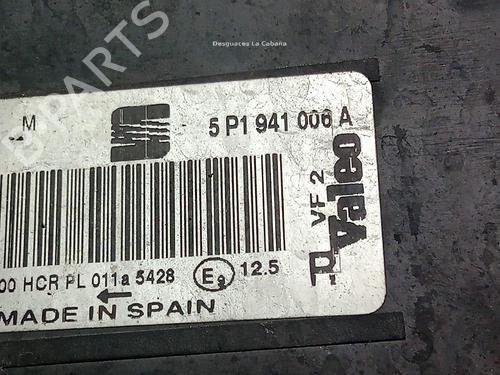 Desguaces La Cabaña
B PARTS
M
5 P1 941 006 A
VF 2
Valeo
00 HCR PL 011a 5428 E9 12.5
MADE IN SPAIN